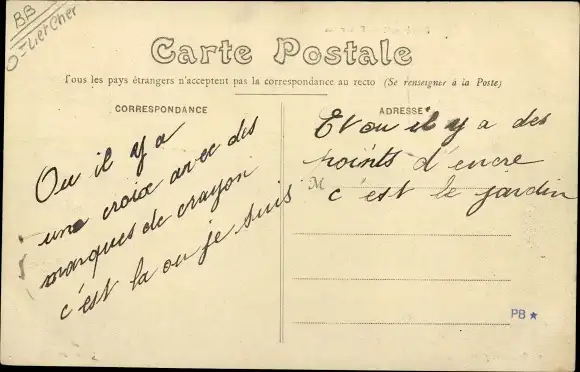 BB
Carte Postale
Tous les pays étrangers n'acceptent pas la correspondance au recto (Se renseigner à la Poste)
CORRESPONDANCE
Ou il y a
une croix avec des
marques de crayon
c'est la ou je suis
ADRESSE
Et ou il y a des
points d'encre
M
c'est le jardin
PB ★